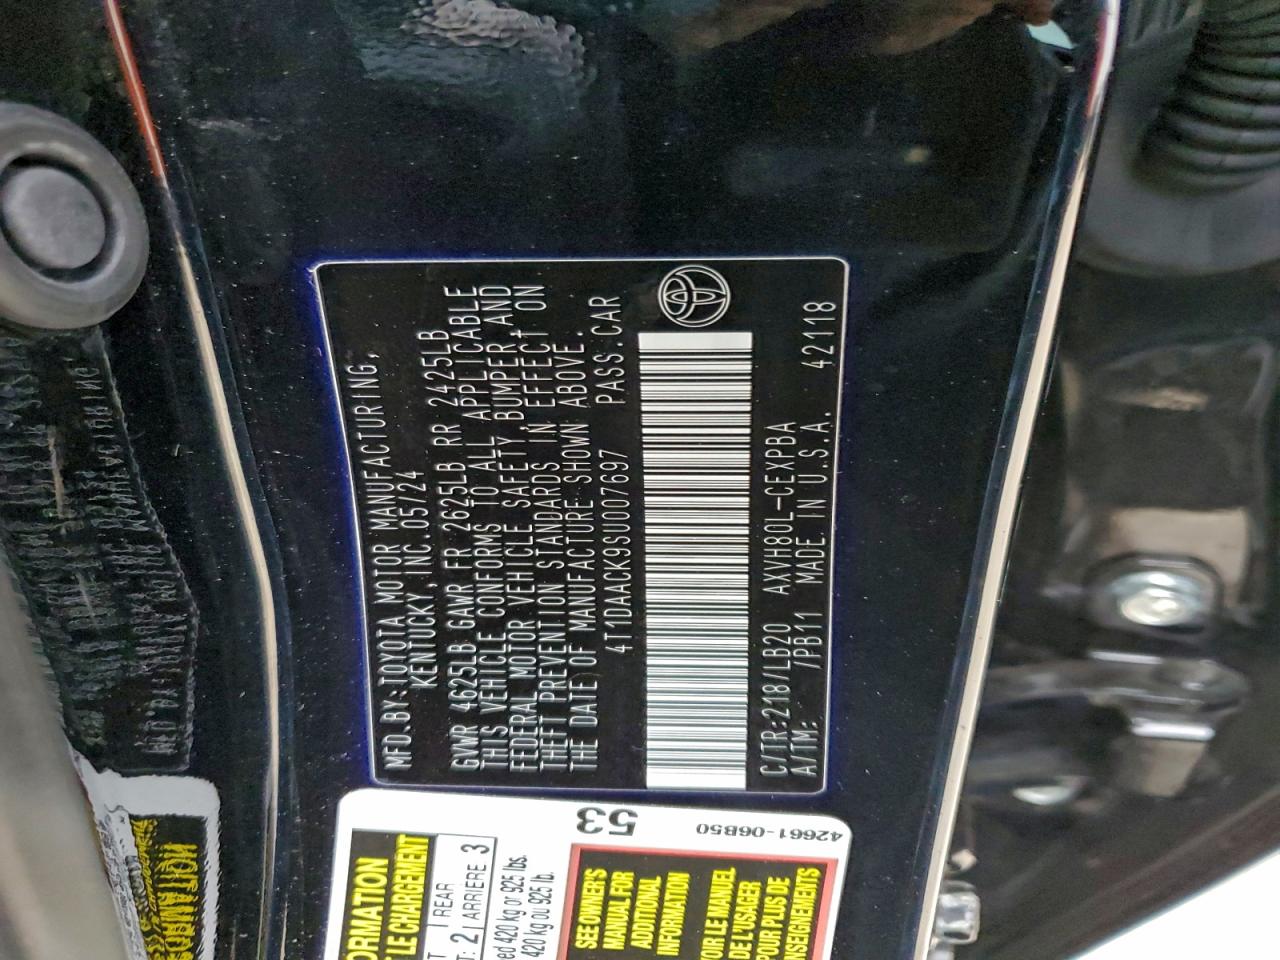 MFD.BY:TOYOTA MOTOR MANUFACTURING,
KENTUCKY, INC. 05/24
GVWR 4625LB GAWR FR 2625LB RR 2425LB
THIS VEHICLE CONFORMS TO ALL APPLICABLE
FEDERAL MOTOR VEHICLE SAFETY,BUMPER,AND
THEFT PREVENTION STANDARDS IN EFFECT ON
THE DATE OF MANUFACTURE SHOWN ABOVE.
4T1DAACK9SU007697 PASS.CAR
C/TR:218/LB20 AXVH80L-CEXPBA
A/TM: /PB11 MADE IN U.S.A. 42118
53
42661-06B50
REAR 3
2 ARRIERE
420 kg or 925 lbs.
420 kg ou 925 lb.
SEE OWNER'S
MANUAL FOR
ADDITIONAL
INFORMATION
LE MANUEL
DE L'USAGER
POUR PLUS DE
LE CHARGEMENT